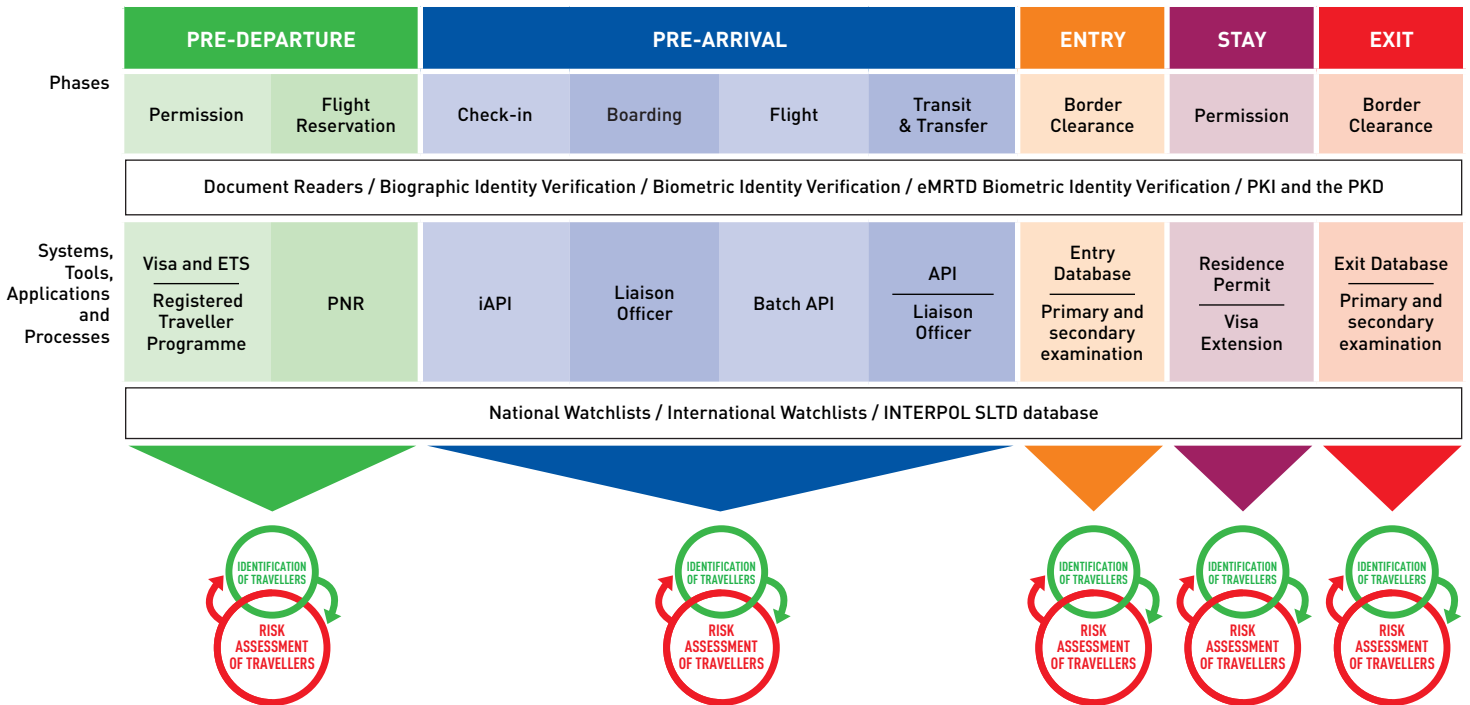 PRE-DEPARTURE
PRE-ARRIVAL
ENTRY
STAY
EXIT
Phases
Permission
Flight
Reservation
Check-in
Boarding
Flight
Transit
& Transfer
Border
Clearance
Permission
Border
Clearance
Document Readers / Biographic Identity Verification / Biometric Identity Verification / eMRTD Biometric Identity Verification / PKI and the PKD
Systems,
Tools,
Applications
and
Processes
Visa and ETS
Registered
Traveller
Programme
PNR
iAPI
Liaison
Officer
Batch API
API
Liaison
Officer
Entry
Database
Primary and
secondary
examination
Residence
Permit
Visa
Extension
Exit Database
Primary and
secondary
examination
National Watchlists / International Watchlists / INTERPOL SLTD database
IDENTIFICATION
OF TRAVELLERS
RISK
ASSESSMENT
OF TRAVELLERS
IDENTIFICATION
OF TRAVELLERS
RISK
ASSESSMENT
OF TRAVELLERS
IDENTIFICATION
OF TRAVELLERS
RISK
ASSESSMENT
OF TRAVELLERS
IDENTIFICATION
OF TRAVELLERS
RISK
ASSESSMENT
OF TRAVELLERS
IDENTIFICATION
OF TRAVELLERS
RISK
ASSESSMENT
OF TRAVELLERS